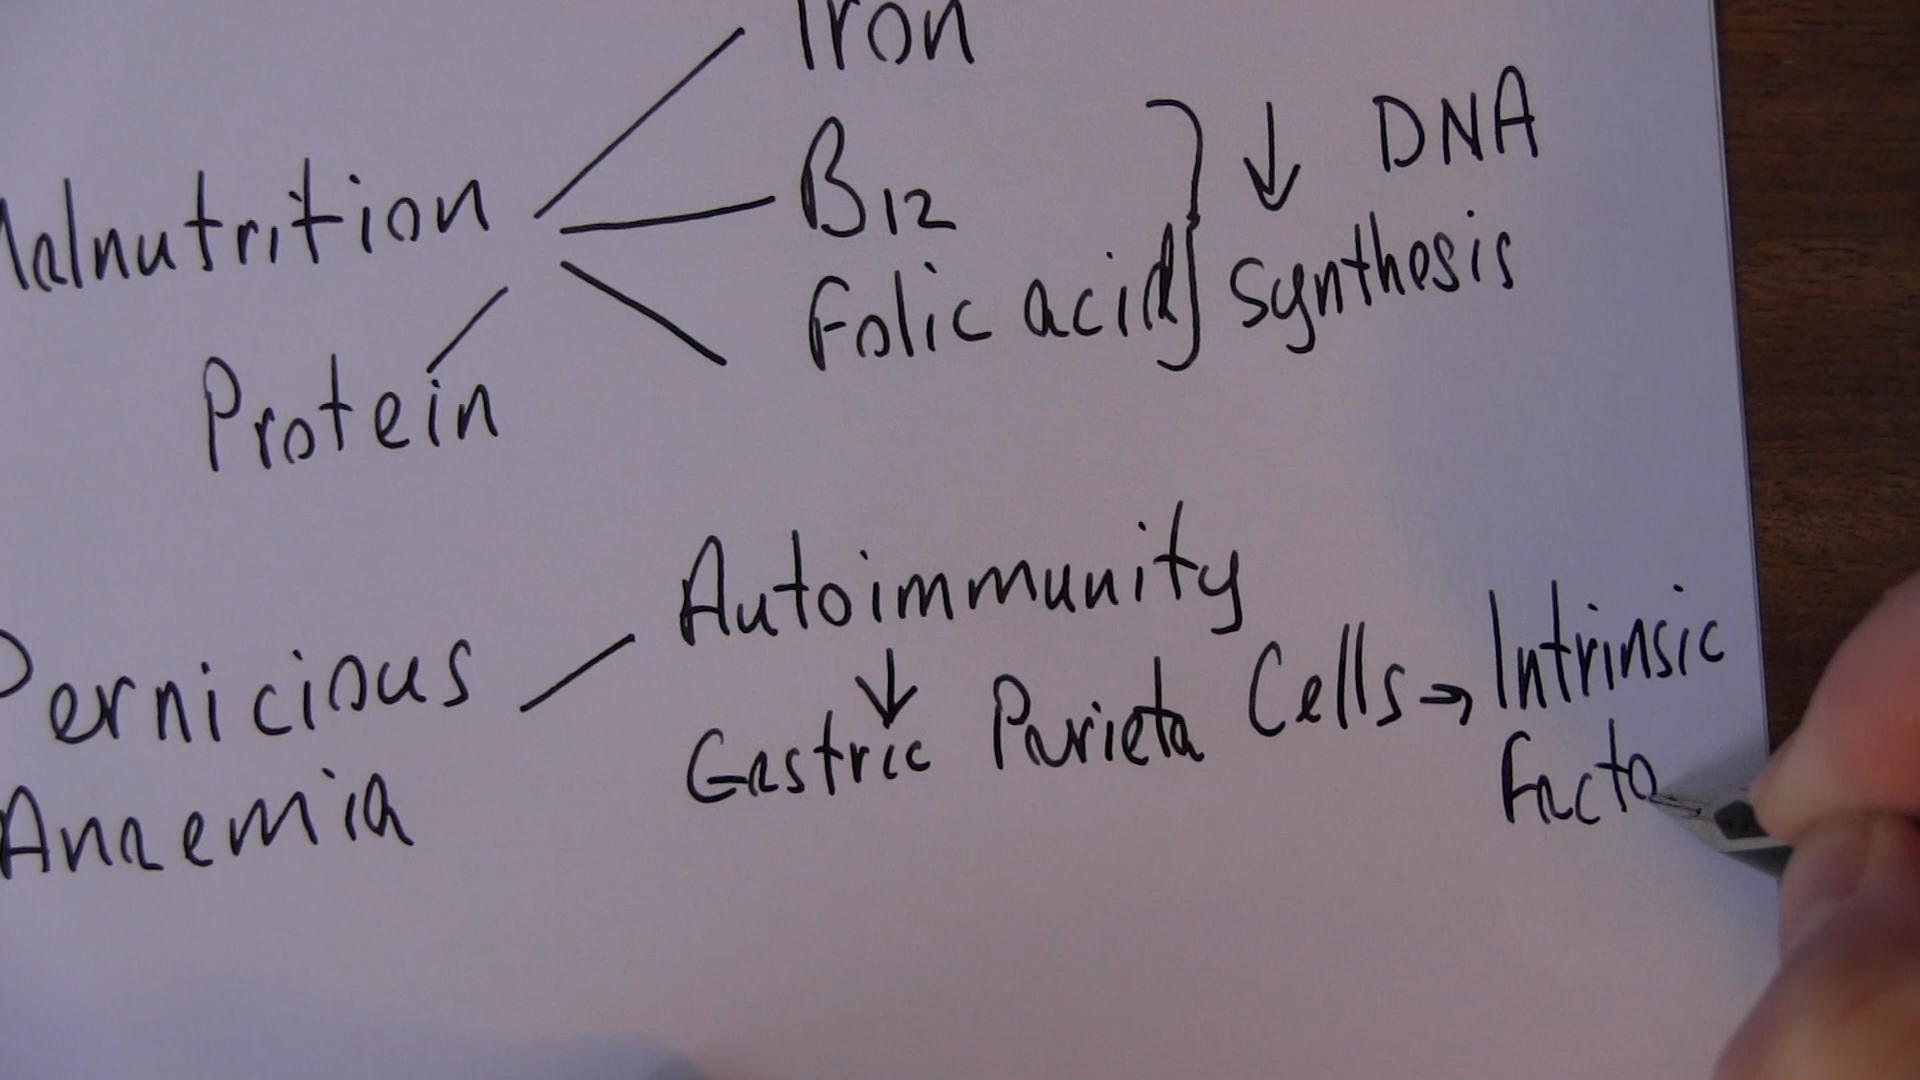 Iron
B12
DNA
Malnutrition
Folic acid
synthesis
Protein
Autoimmunity
Pernicious
Gastric Parieta Cells → Intrinsic
Anaemia
Facto